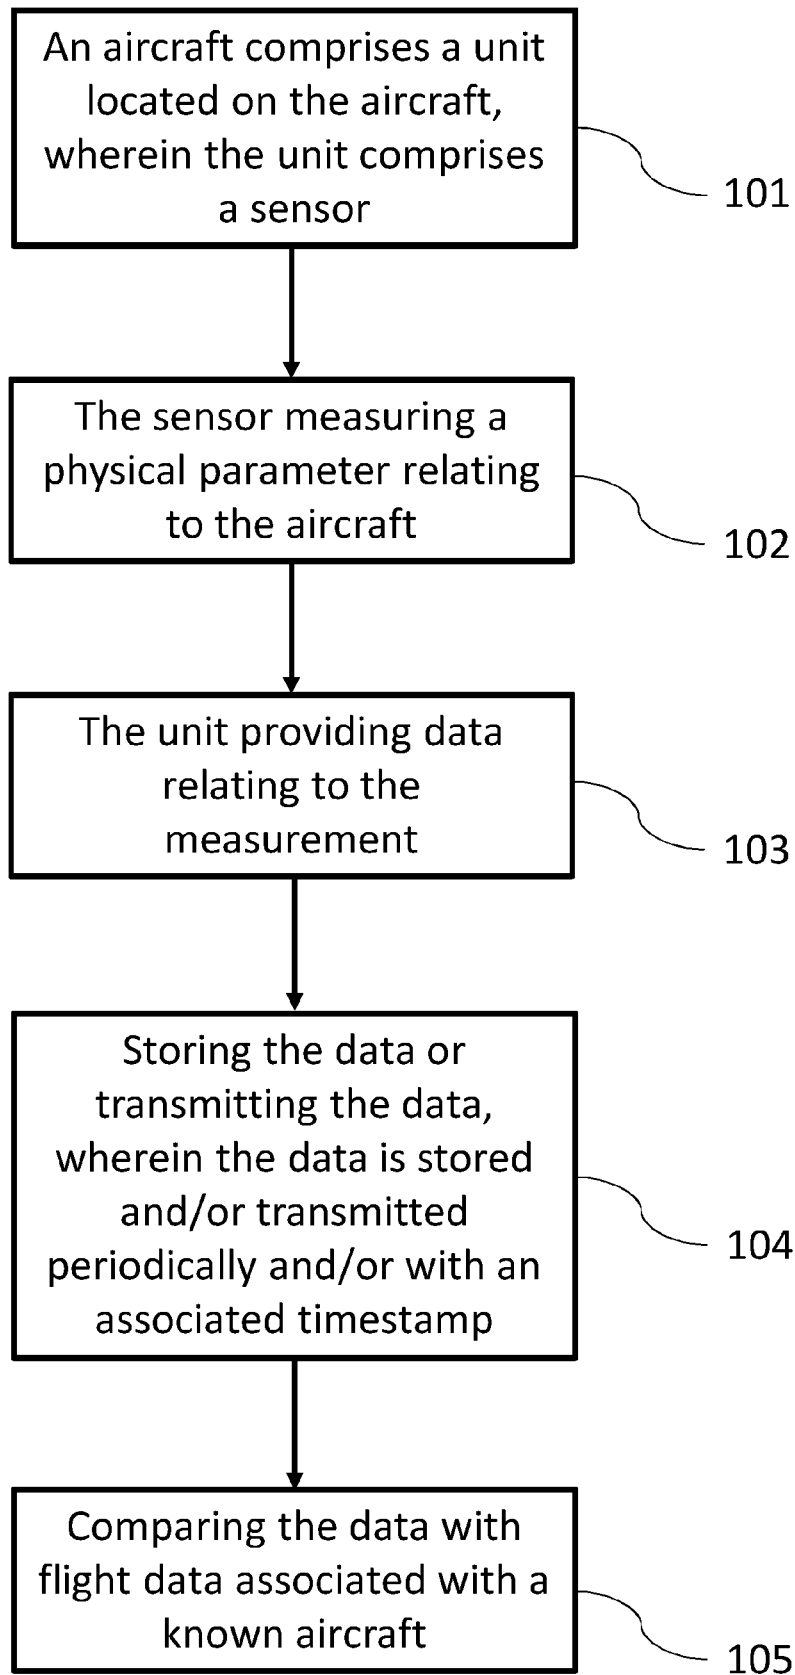 An aircraft comprises a unit
located on the aircraft,
wherein the unit comprises
a sensor
101
The sensor measuring a
physical parameter relating
to the aircraft
102
The unit providing data
relating to the
measurement
103
Storing the data or
transmitting the data,
wherein the data is stored
and/or transmitted
periodically and/or with an
associated timestamp
104
Comparing the data with
flight data associated with a
known aircraft
105